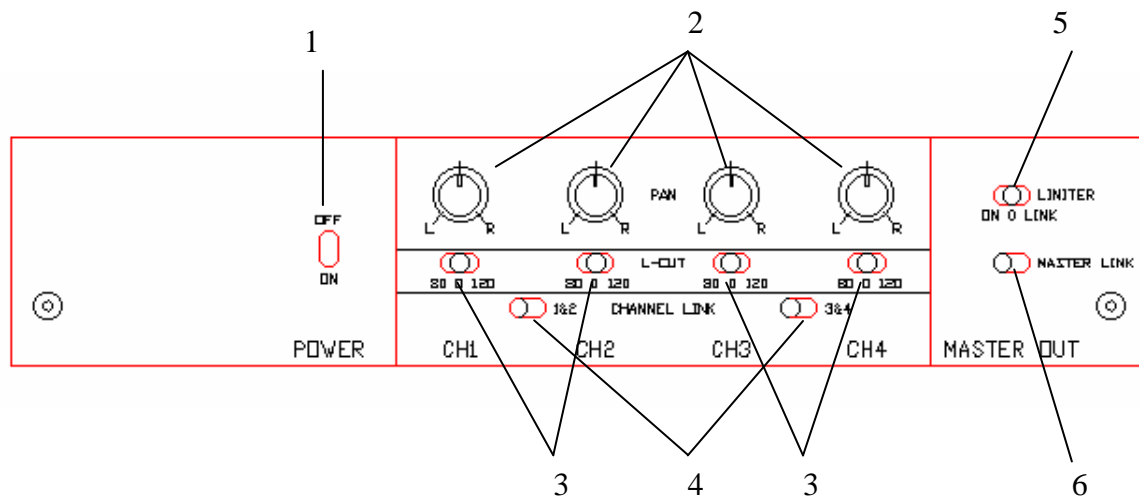 1 2 5
OFF
ON
POWER
PAN
L R L R L R L R
L-CUT
80 0 120 80 0 120 80 0 120 80 0 120
1&2 CHANNEL LINK 3&4
CH1 CH2 CH3 CH4
LINITER
ON 0 LINK
MASTER LINK
MASTER OUT
3 4 3 6